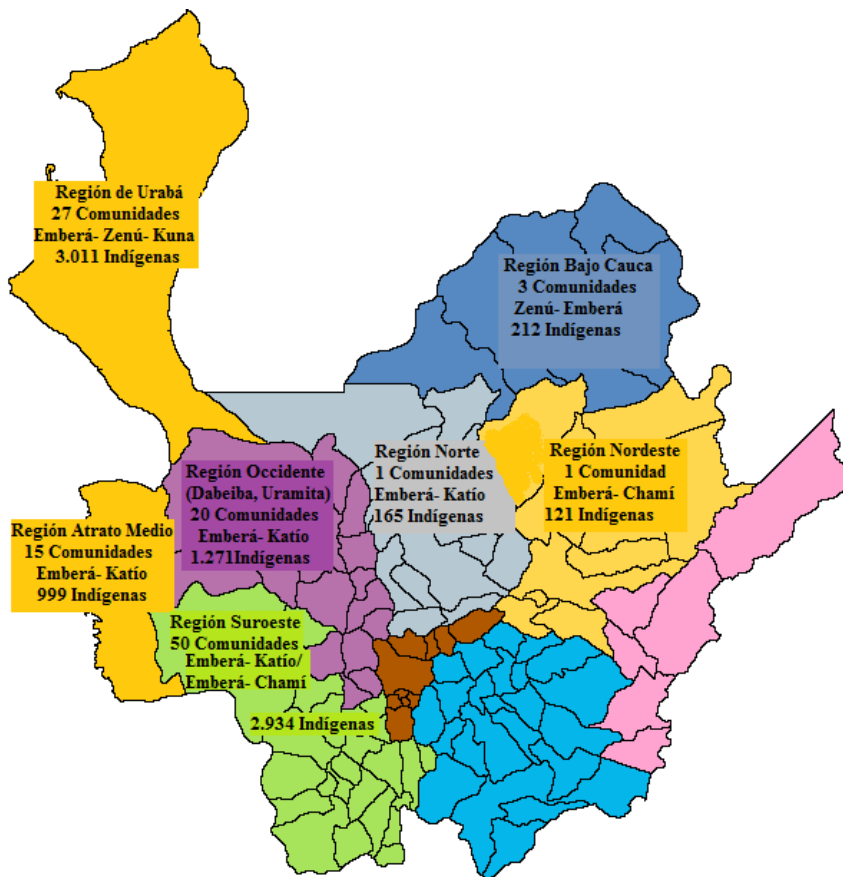 Región de Urabá
27 Comunidades
Emberá- Zenú- Kuna
3.011 Indígenas
Región Bajo Cauca
3 Comunidades
Zenú- Emberá
212 Indígenas
Región Occidente
(Dabeiba, Uramita)
20 Comunidades
Emberá- Katío
1.271Indígenas
Región Norte
1 Comunidades
Emberá- Katío
165 Indígenas
Región Nordeste
1 Comunidad
Emberá- Chamí
121 Indígenas
Región Atrato Medio
15 Comunidades
Emberá- Katío
999 Indígenas
Región Suroeste
50 Comunidades
Emberá- Katío/
Emberá- Chamí
2.934 Indígenas